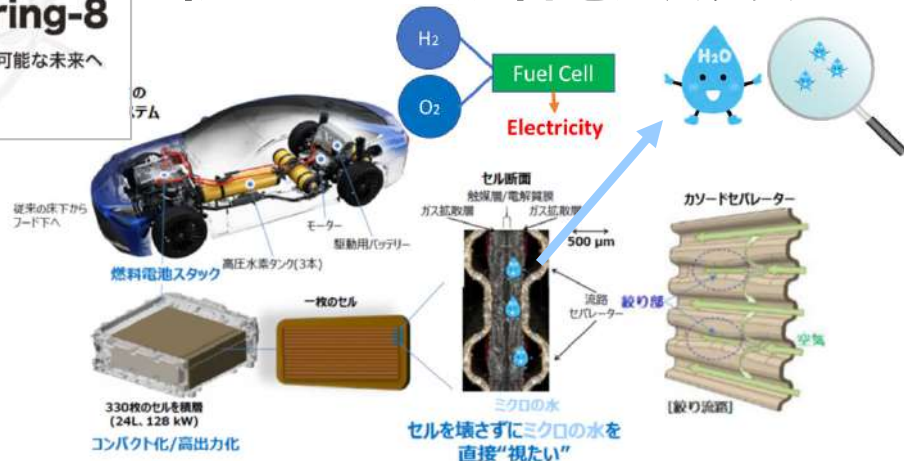 ring-8
可能な未来へ
の
ステム
H₂
O₂
Fuel Cell
Electricity
H₂O
従来の床下から
フード下へ
モーター
駆動用バッテリー
高圧水素タンク(3本)
燃料電池スタック
セル断面
触媒層/電解質膜
ガス拡散層
ガス拡散層
500 μm
流路
セパレーター
カソードセパレーター
絞り部
空気
[絞り流路]
一枚のセル
330枚のセルを積層
(24L、128 kW)
コンパクト化/高出力化
ミクロの水
セルを壊さずにミクロの水を
直接“視たい”